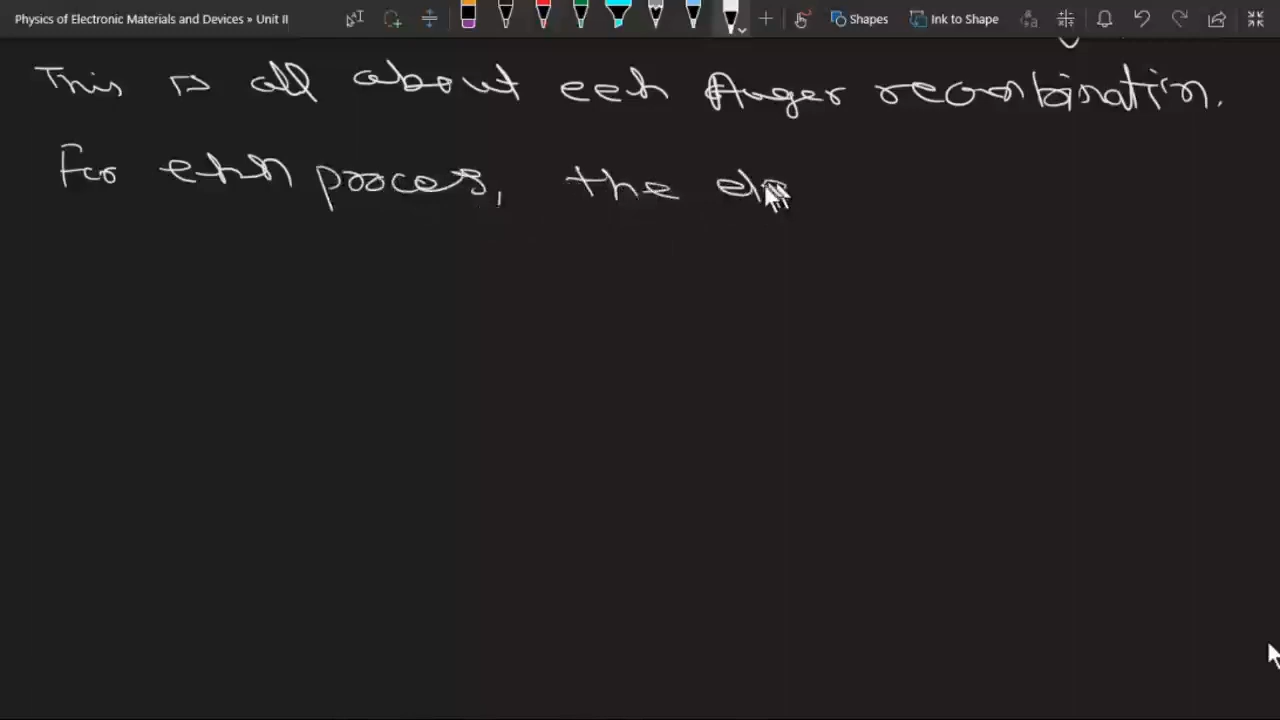 Physics of Electronic Materials and Devices » Unit II
Shapes
Ink to Shape
This is all about eeh Auger recombination.
For ehh process, the ele